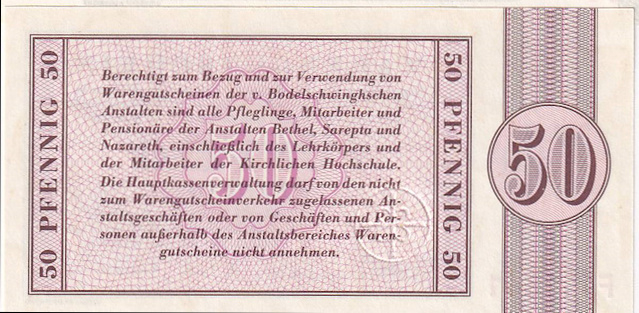 50 PFENNIG 50
Berechtigt zum Bezug und zur Verwendung von
Warengutscheinen der v. Bodelschwinghschen
Anstalten sind alle Pfleglinge, Mitarbeiter und
Pensionäre der Anstalten Bethel, Sarepta und
Nazareth, einschließlich des Lehrkörpers und
der Mitarbeiter der Kirchlichen Hochschule.
Die Hauptkassenverwaltung darf von den nicht
zum Warengutscheinverkehr zugelassenen An-
staltsgeschäften oder von Geschäften und Per-
sonen außerhalb des Anstaltsbereiches Waren-
gutscheine nicht annehmen.
50
50 PFENNIG 50
50